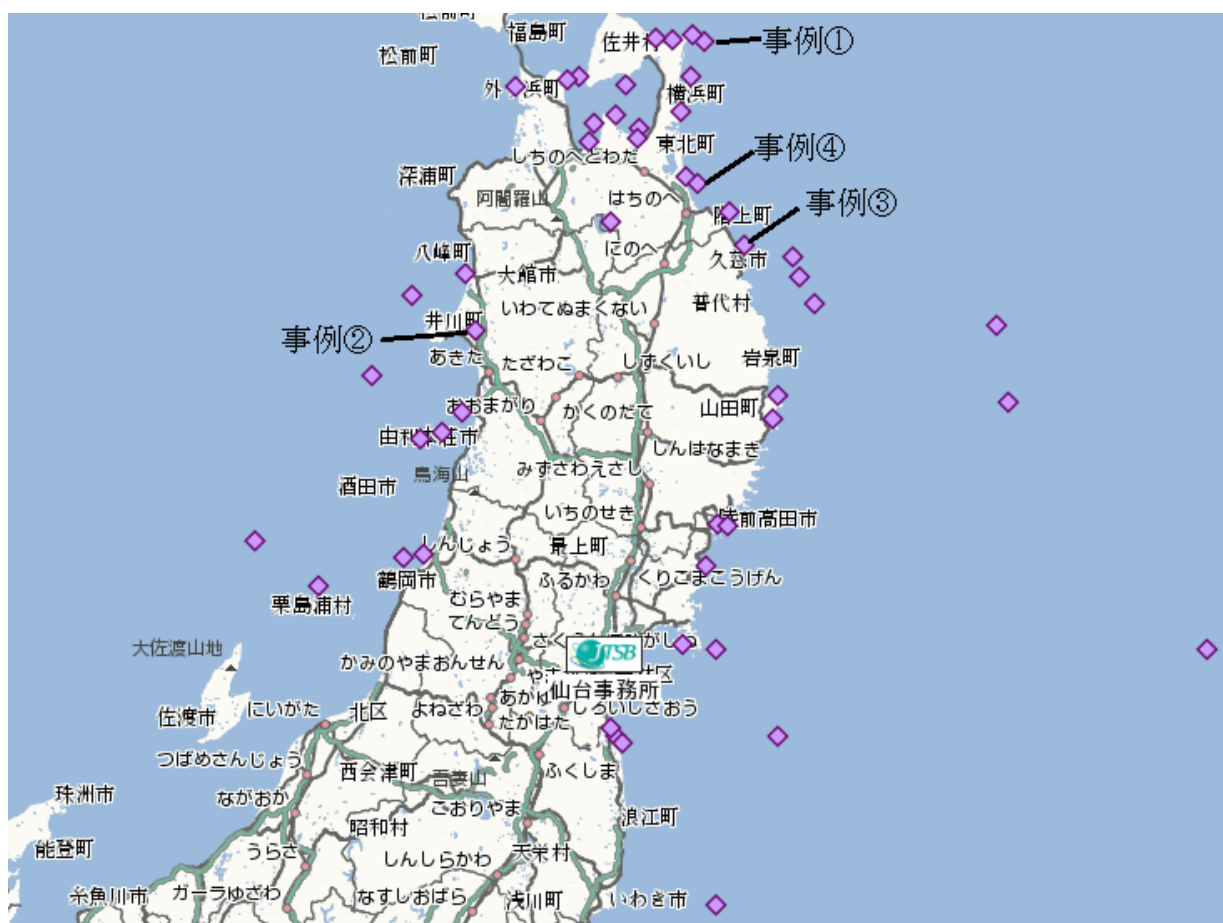 松前町
福島町
佐井村
事例①
松前町
外ヶ浜町
横浜町
東北町
事例④
しちのへとわだ
深浦町
阿闍羅山
はちのへ
階上町
事例③
八峰町
大館市
にのへ
久慈市
井川町
いわてぬまくない
普代村
事例②
あきた
たざわこ
しずくいし
岩泉町
おおまがり
かくのだて
山田町
由利本荘市
しんはなまき
鳥海山
みずさわえさし
酒田市
いちのせき
陸前高田市
しんじょう
最上町
鶴岡市
ふるかわ
くりこまこうげん
栗島浦村
むらやま
てんどう
大佐渡山地
JTSB
かみのやまおんせん
仙台事務所
佐渡市
にいがた
北区
よねざわ
あかゆ
しろいしざおう
たかはた
つばめさんじょう
西会津町
吾妻山
ふくしま
珠洲市
ながおか
こおりやま
浪江町
能登町
昭和村
うらさ
しんしらかわ
天栄村
糸魚川市
ガーラゆざわ
なすしおばら
浅川町
いわき市